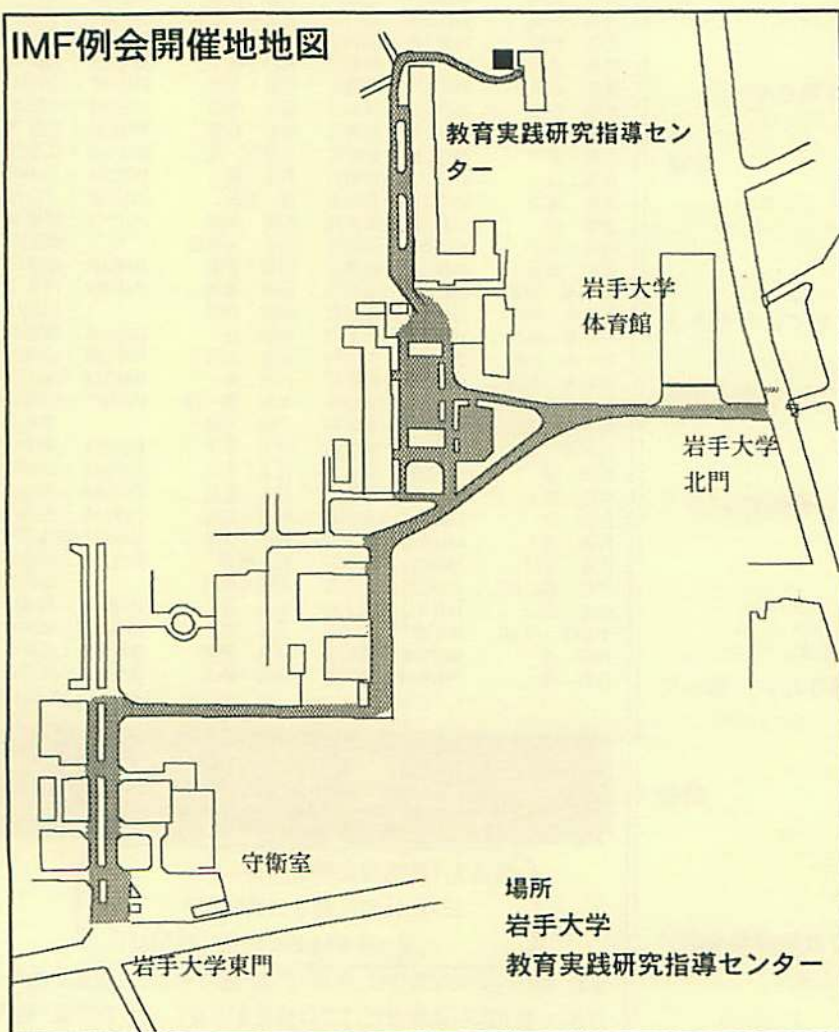 IMF例会開催地地図
教育実践研究指導セン
ター
岩手大学
体育館
岩手大学
北門
守衛室
場所
岩手大学
教育実践研究指導センター
岩手大学東門